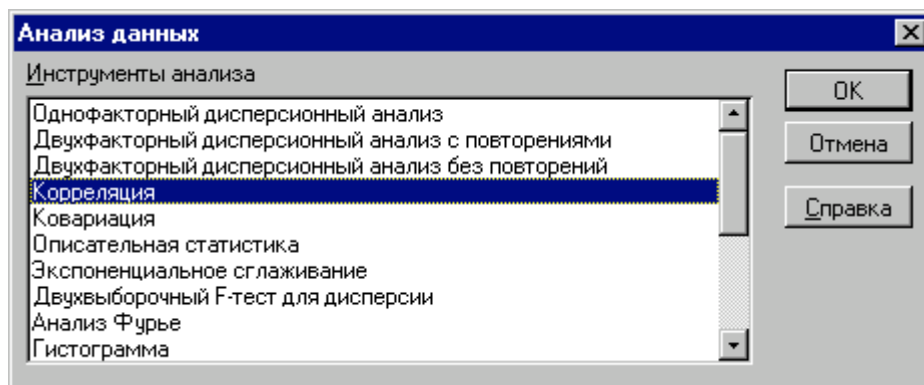 Анализ данных
Инструменты анализа
Однофакторный дисперсионный анализ
Двухфакторный дисперсионный анализ с повторениями
Двухфакторный дисперсионный анализ без повторений
Корреляция
Ковариация
Описательная статистика
Экспоненциальное сглаживание
Двухвыборочный F-тест для дисперсии
Анализ Фурье
Гистограмма
OK
Отмена
Справка